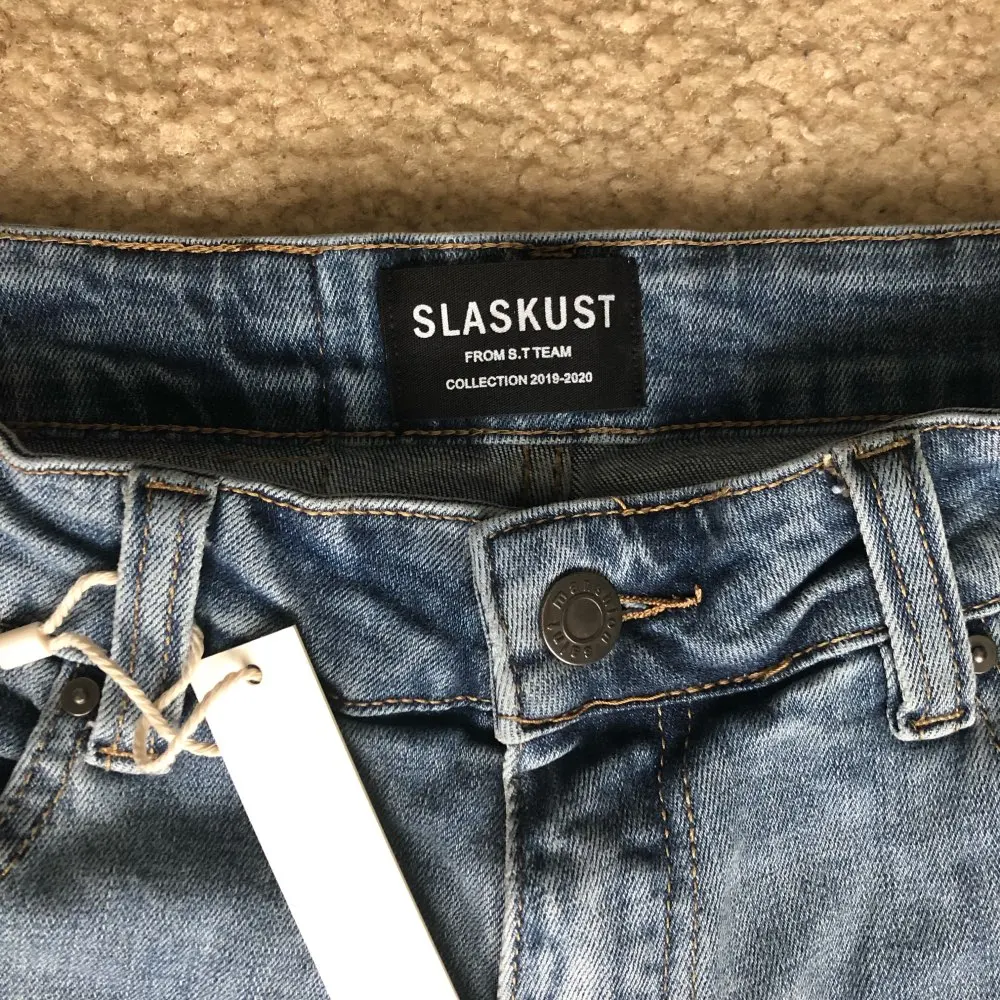 SLASKUST
FROM S.T TEAM
COLLECTION 2019-2020